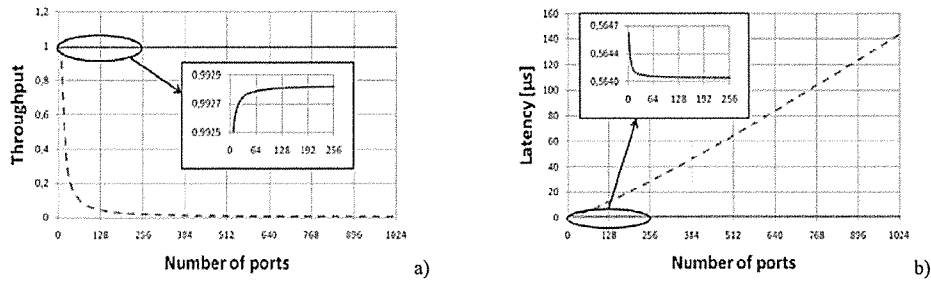 Throughput
1,2
1
0,8
0,6
0,4
0,2
0
0 128 256 384 512 640 768 896 1024
Number of ports
0,9929
0,9927
0,9925
0 64 128 192 256
a)
Latency [µs]
160
140
120
100
80
60
40
20
0
0 128 256 384 512 640 768 896 1024
Number of ports
0,5647
0,5644
0,5640
0 64 128 192 256
b)